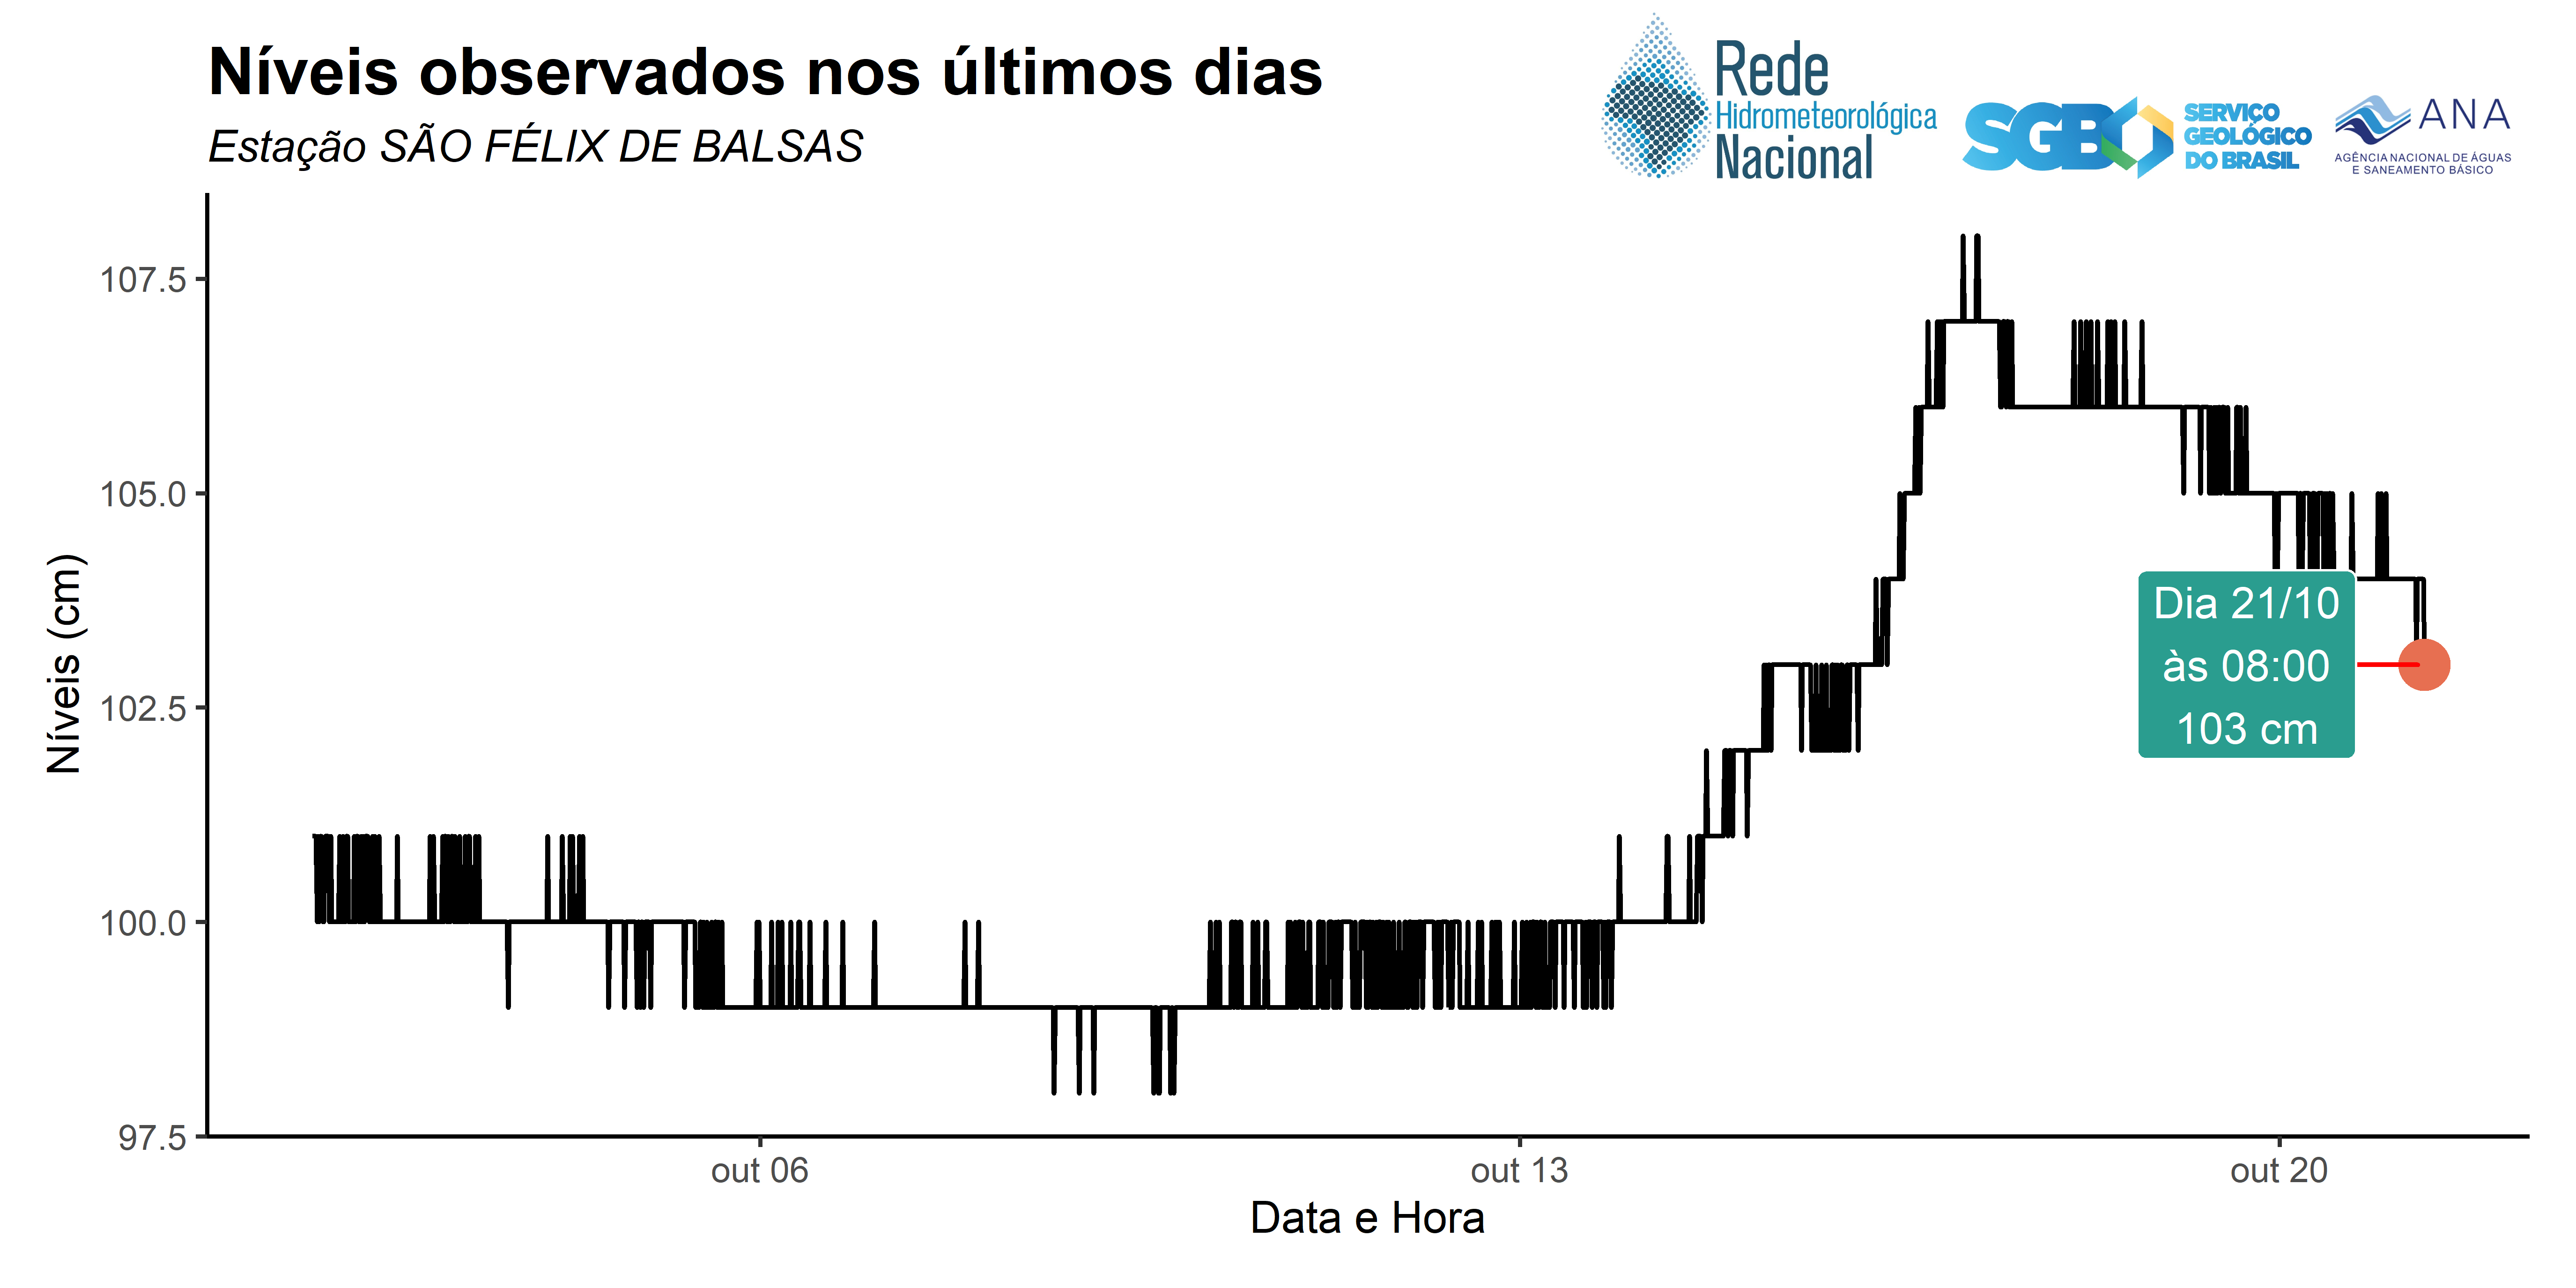 Níveis observados nos últimos dias
Estação SÃO FÉLIX DE BALSAS
Rede
Hidrometeorológica
Nacional
SGB
SERVIÇO
GEOLÓGICO
DO BRASIL
ANA
AGÊNCIA NACIONAL DE ÁGUAS
E SANEAMENTO BÁSICO
Níveis (cm)
107.5
105.0
102.5
100.0
97.5
Dia 21/10
às 08:00
103 cm
out 06
out 13
out 20
Data e Hora